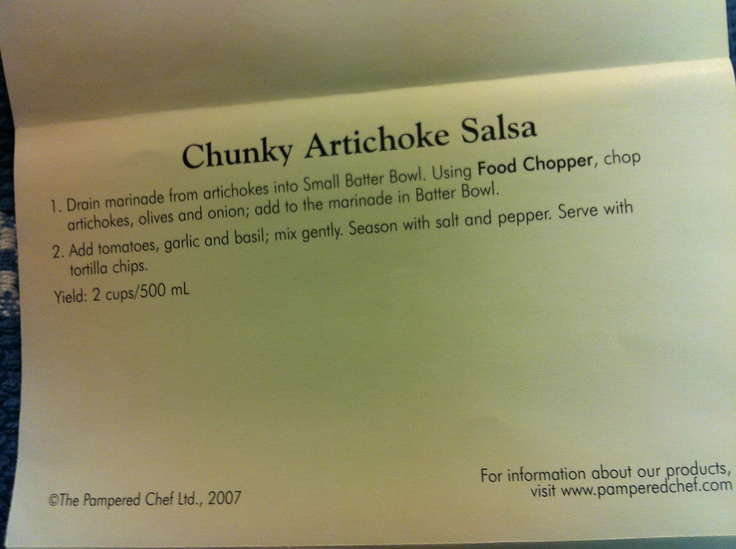 Chunky Artichoke Salsa
1. Drain marinade from artichokes into Small Batter Bowl. Using Food Chopper, chop
artichokes, olives and onion; add to the marinade in Batter Bowl.
2. Add tomatoes, garlic and basil; mix gently. Season with salt and pepper. Serve with
tortilla chips.
Yield: 2 cups/500 mL
©The Pampered Chef Ltd., 2007
For information about our products,
visit www.pamperedchef.com